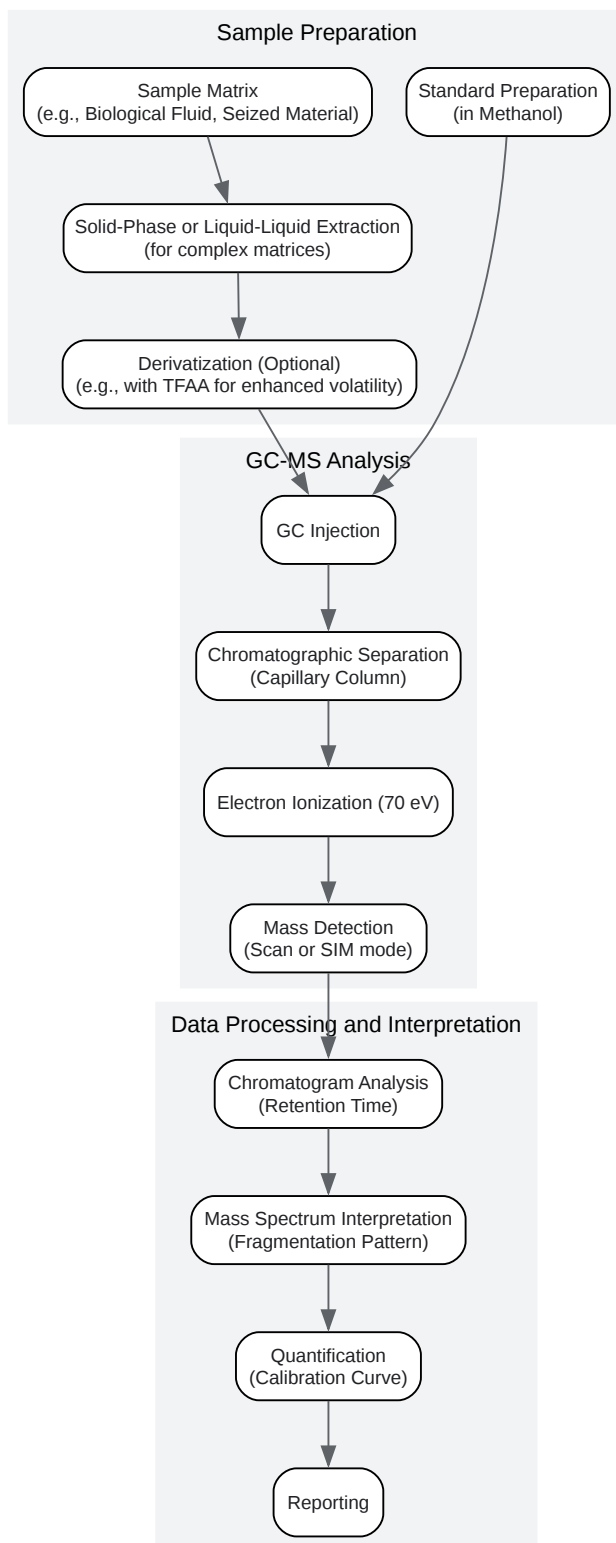 Sample Preparation
Sample Matrix
(e.g., Biological Fluid, Seized Material)
Standard Preparation
(in Methanol)
Solid-Phase or Liquid-Liquid Extraction
(for complex matrices)
Derivatization (Optional)
(e.g., with TFAA for enhanced volatility)
GC-MS Analysis
GC Injection
Chromatographic Separation
(Capillary Column)
Electron Ionization (70 eV)
Mass Detection
(Scan or SIM mode)
Data Processing and Interpretation
Chromatogram Analysis
(Retention Time)
Mass Spectrum Interpretation
(Fragmentation Pattern)
Quantification
(Calibration Curve)
Reporting